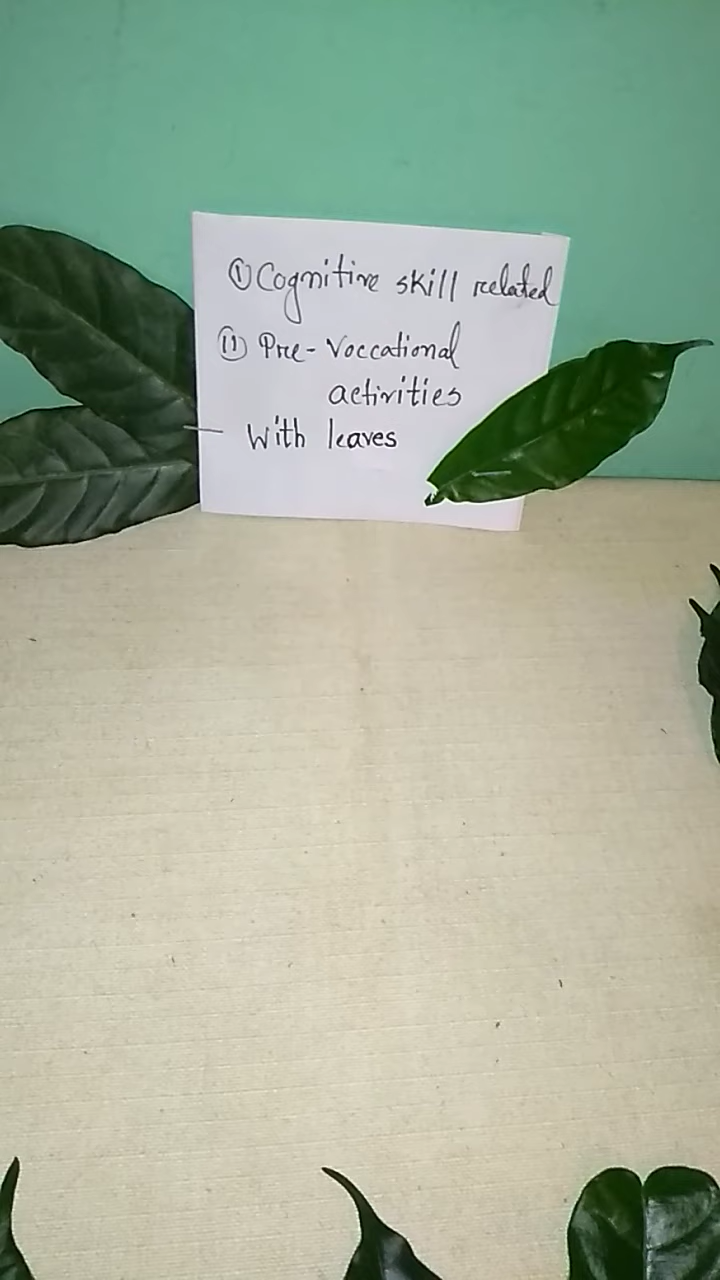 (i) Cognitive skill related
(ii) Pre-Voccational
activities
with leaves